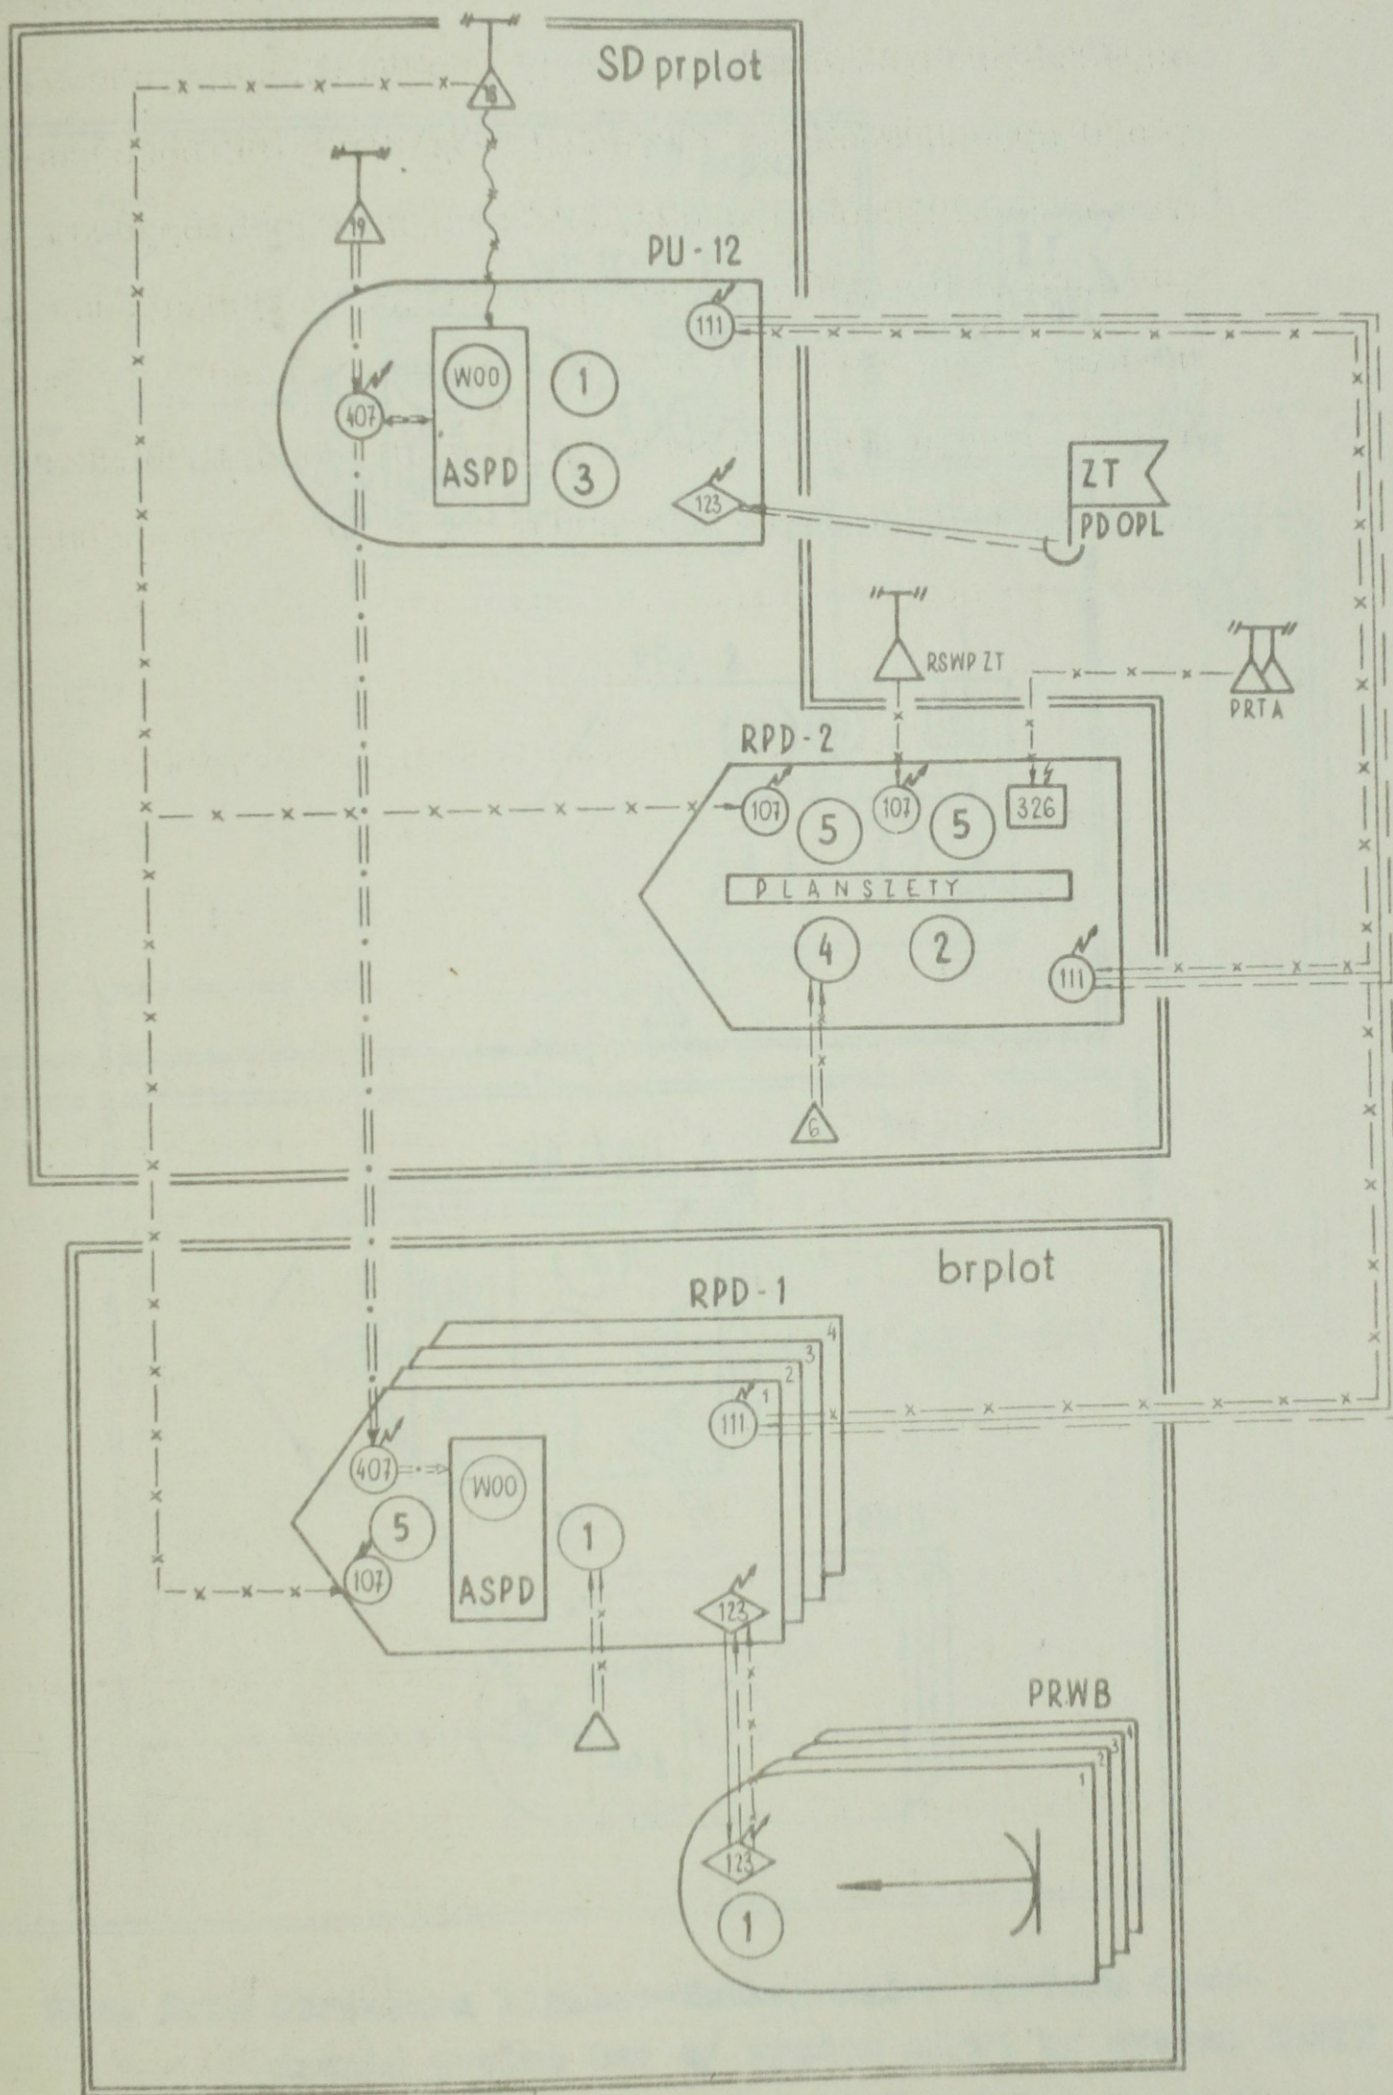 SD prplot
18
19
PU - 12
111
W00
1
407
ASPD
3
123
ZT
PD OPL
RSWP ZT
PRTA
RPD - 2
107
5
107
5
326
PLANSZETY
4
2
111
6
brplot
RPD - 1
4
3
2
1
111
407
W00
5
1
107
ASPD
123
PRWB
4
3
2
1
123
1